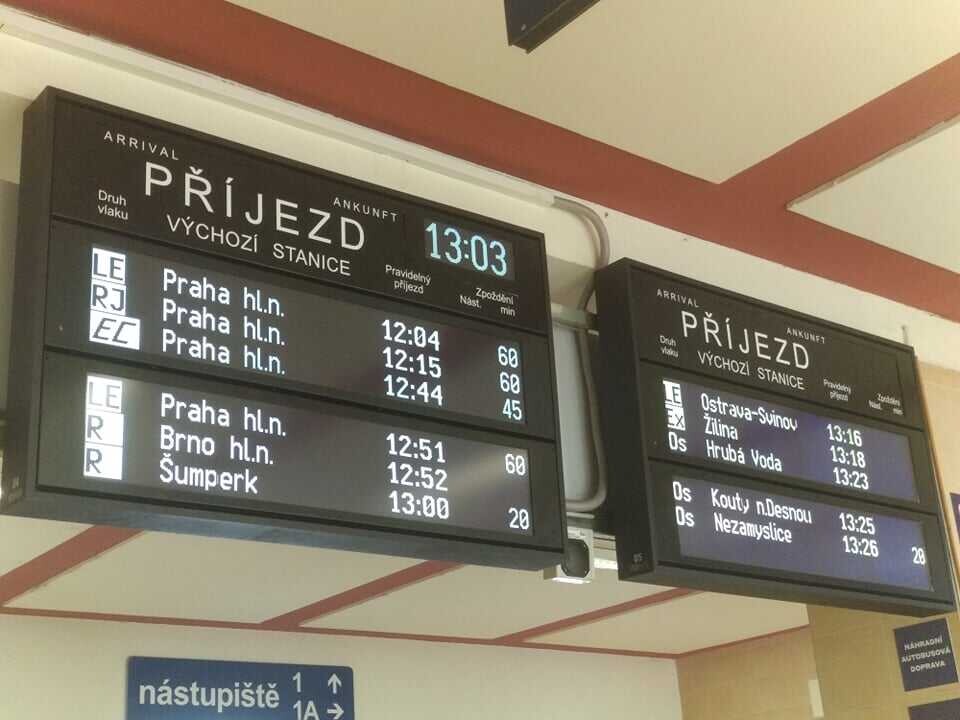 ARRIVAL
PŘÍJEZD
ANKUNFT
13:03
Druh vlaku
VÝCHOZÍ STANICE
Pravidelný příjezd
Nást.
Zpoždění min
LE Praha hl.n. 12:04 60
RJ Praha hl.n. 12:15 60
EC Praha hl.n. 12:44 45
LE Praha hl.n. 12:51 60
R Brno hl.n. 12:52
R Šumperk 13:00 20
ARRIVAL
PŘÍJEZD
ANKUNFT
Druh vlaku
VÝCHOZÍ STANICE
Pravidelný příjezd
Nást.
Zpoždění min
LE Ostrava-Svinov 13:16
Ex Žilina 13:18
Os Hrubá Voda 13:23
Os Kouty n.Desnou 13:25
Os Nezamyslice 13:26 20
05
nástupiště 1 ↑
1A →
NÁHRADNÍ
AUTOBUSOVÁ
DOPRAVA